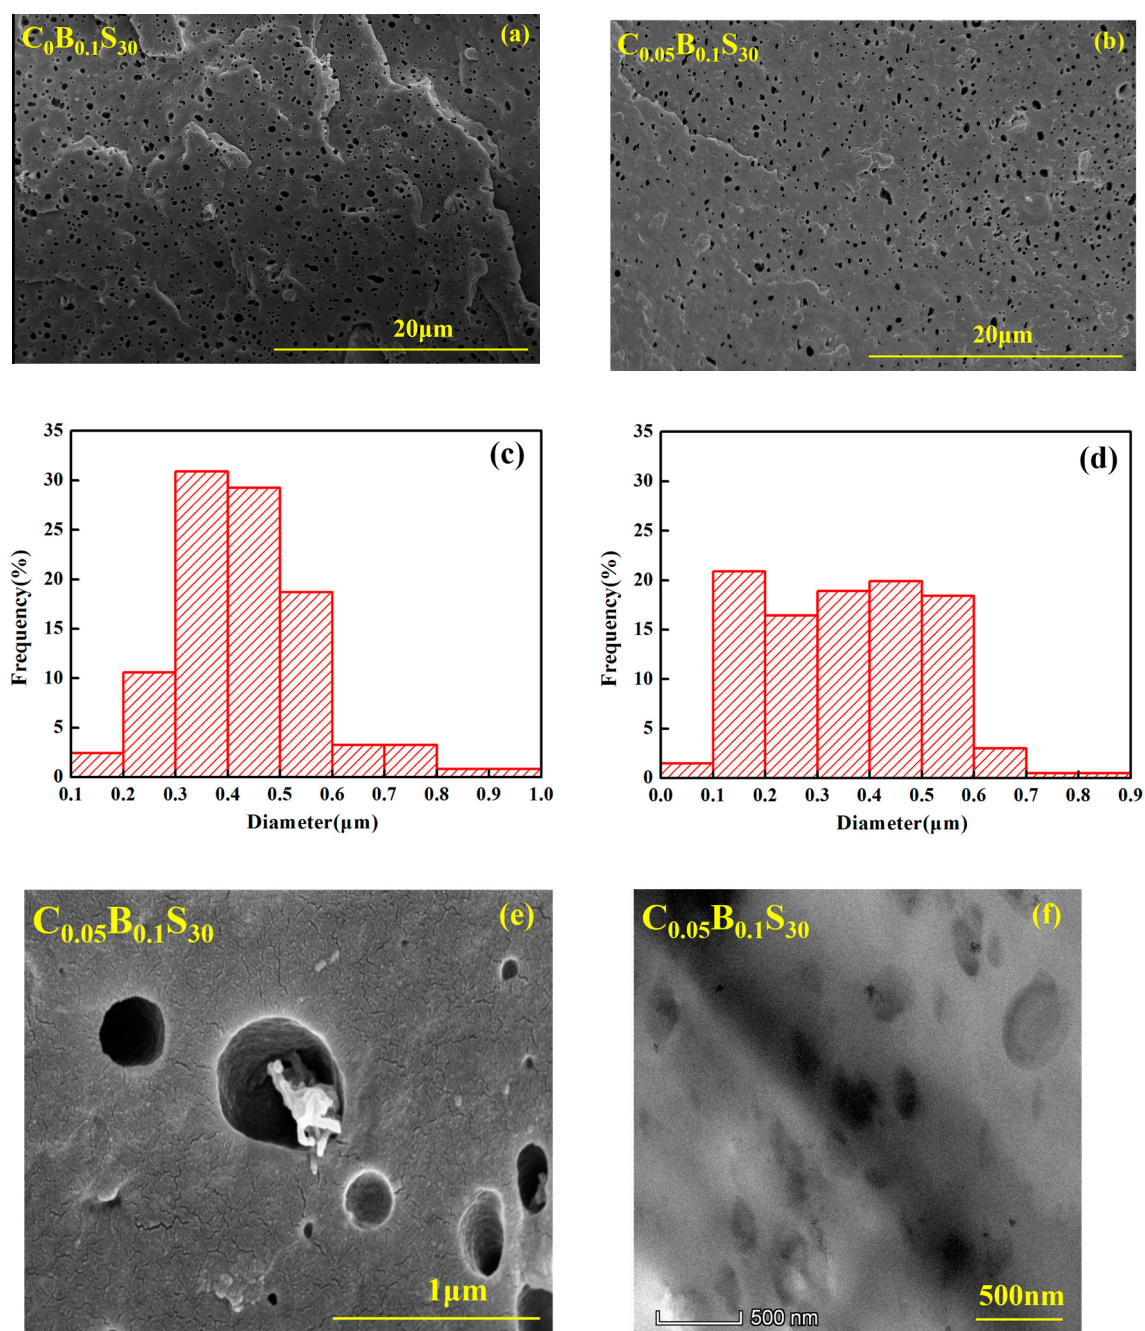 C₀B₀.₁S₃₀ (a)
20μm
C₀.₀₅B₀.₁S₃₀ (b)
20μm
(c)
35
30
25
20
15
10
5
0
Frequency(%)
0.1 0.2 0.3 0.4 0.5 0.6 0.7 0.8 0.9 1.0
Diameter(μm)
(d)
35
30
25
20
15
10
5
0
Frequency(%)
0.0 0.1 0.2 0.3 0.4 0.5 0.6 0.7 0.8 0.9
Diameter(μm)
C₀.₀₅B₀.₁S₃₀ (e)
1μm
C₀.₀₅B₀.₁S₃₀ (f)
500 nm
500nm